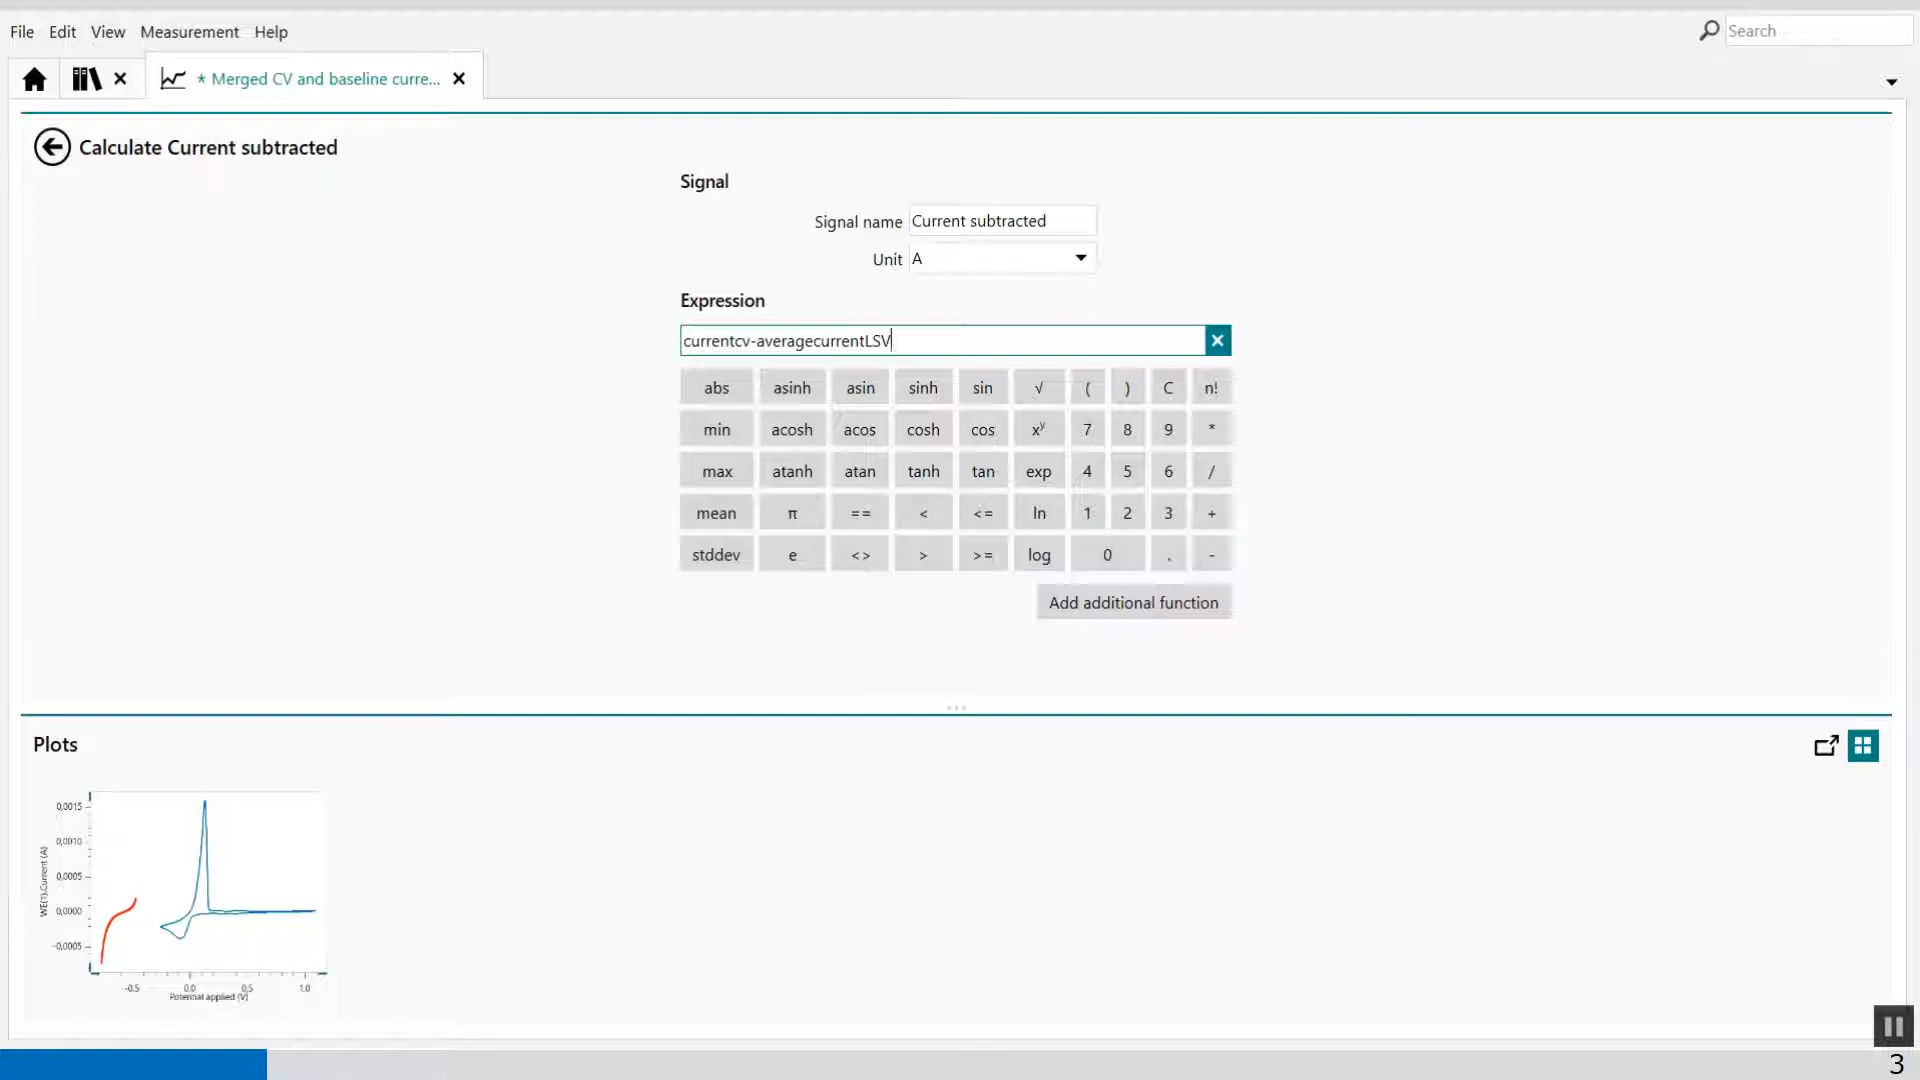 File Edit View Measurement Help
Search
* Merged CV and baseline curre...
Calculate Current subtracted
Signal
Signal name Current subtracted
Unit A
Expression
currentcv-averagecurrentLSV
abs asinh asin sinh sin √ ( ) C n!
min acosh acos cosh cos xʸ 7 8 9 *
max atanh atan tanh tan exp 4 5 6 /
mean π == < <= ln 1 2 3 +
stddev e <> > >= log 0 . -
Add additional function
Plots
0,0015
0,0010
0,0005
0,0000
-0,0005
WE(1).Current (A)
-0.5 0.0 0.5 1.0
Potential applied (V)
3